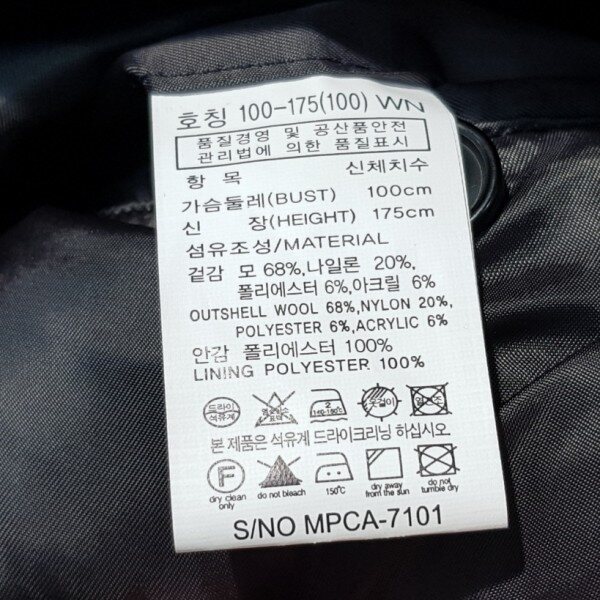 호칭 100-175(100) WN
품질경영 및 공산품안전
관리법에 의한 품질표시
항 목 신체치수
가슴둘레(BUST) 100cm
신 장(HEIGHT) 175cm
섬유조성/MATERIAL
겉감 모 68%,나일론 20%,
폴리에스터 6%,아크릴 6%
OUTSHELL WOOL 68%,NYLON 20%,
POLYESTER 6%,ACRYLIC 6%
안감 폴리에스터 100%
LINING POLYESTER 100%
드라이 2 옷걸이
석유계
본 제품은 석유계 드라이크리닝 하십시오
F
dry clean only do not bleach 150℃ dry away from the sun do not tumble dry
S/NO MPCA-7101